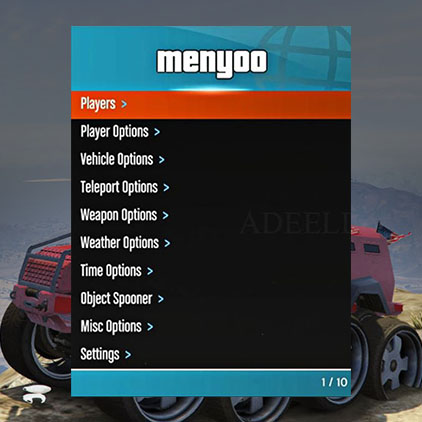 menyoo
Players >
Player Options >
Vehicle Options >
Teleport Options >
Weapon Options >
Weather Options >
Time Options >
Object Spooner >
Misc Options >
Settings >
ADEELD
1 / 10